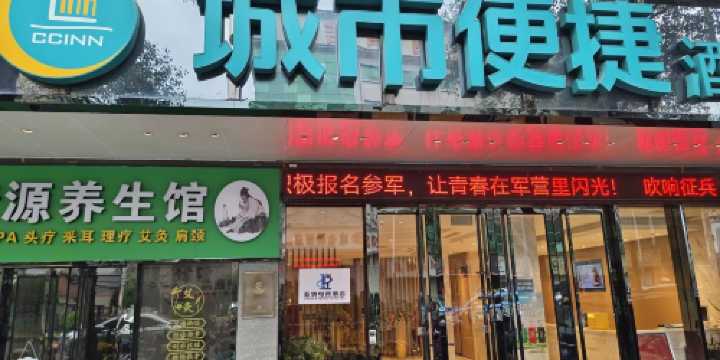 CCINN
城市便捷酒
积极报名参军，让青春在军营里闪光！ 吹响征兵
源养生馆
PA 头疗 采耳 理疗 艾灸 肩颈